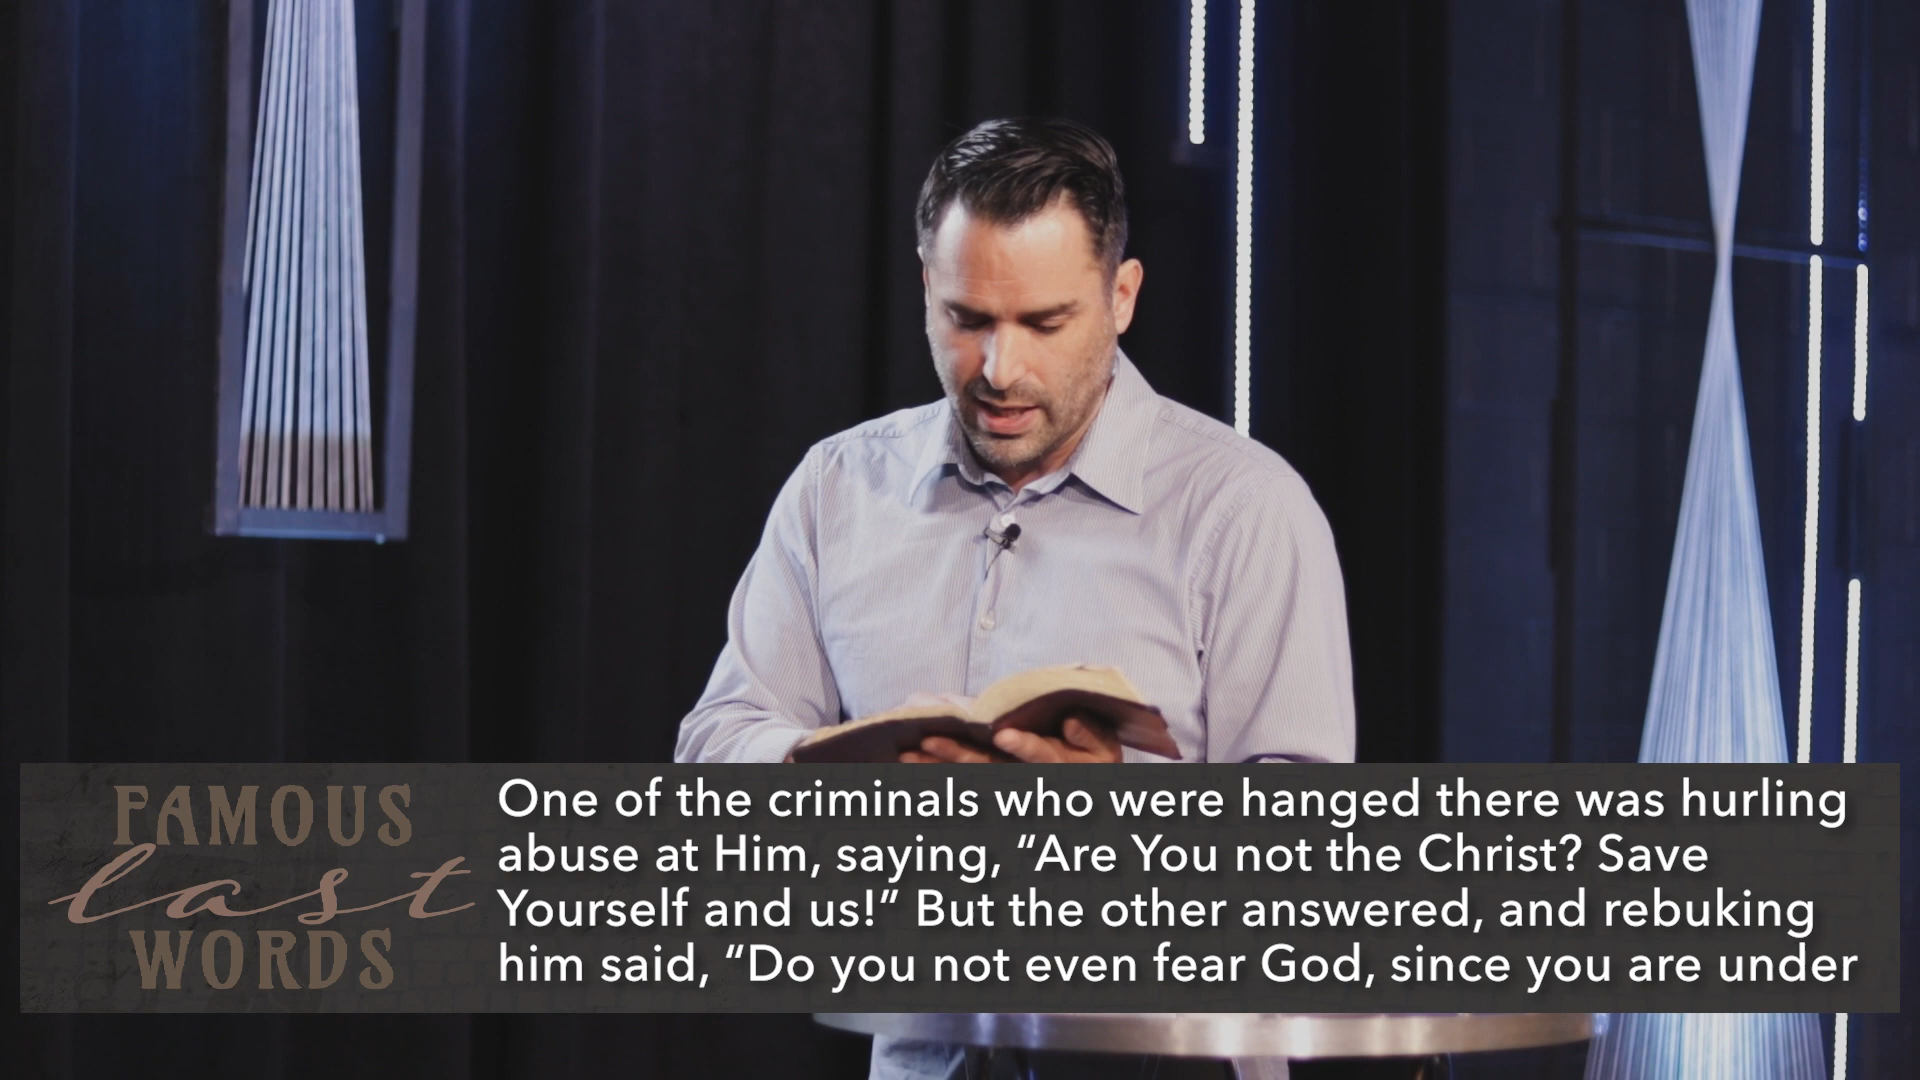 FAMOUS
last
WORDS
One of the criminals who were hanged there was hurling
abuse at Him, saying, “Are You not the Christ? Save
Yourself and us!” But the other answered, and rebuking
him said, “Do you not even fear God, since you are under